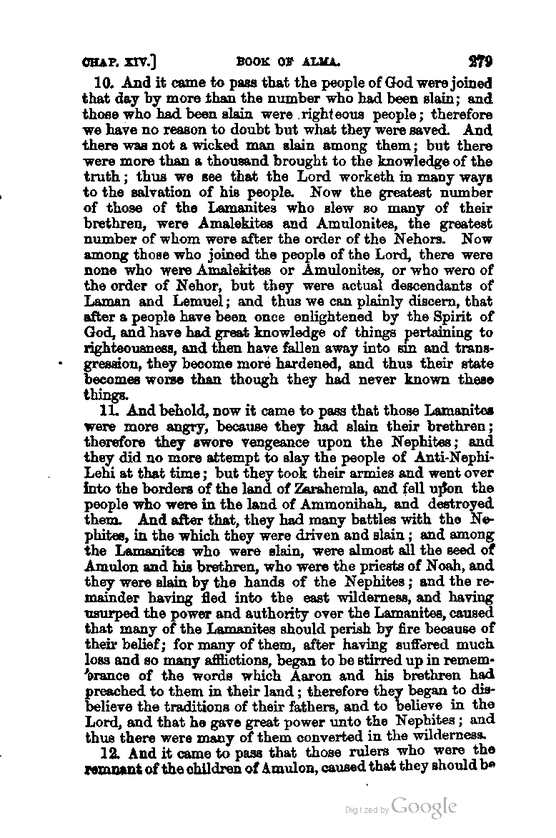 CHAP. XIV.] BOOK OF ALMA. 279
10. And it came to pass that the people of God were joined
that day by more than the number who had been slain; and
those who had been slain were righteous people; therefore
we have no reason to doubt but what they were saved. And
there was not a wicked man slain among them; but there
were more than a thousand brought to the knowledge of the
truth; thus we see that the Lord worketh in many ways
to the salvation of his people. Now the greatest number
of those of the Lamanites who slew so many of their
brethren, were Amalekites and Amulonites, the greatest
number of whom were after the order of the Nehors. Now
among those who joined the people of the Lord, there were
none who were Amalekites or Amulonites, or who were of
the order of Nehor, but they were actual descendants of
Laman and Lemuel; and thus we can plainly discern, that
after a people have been once enlightened by the Spirit of
God, and have had great knowledge of things pertaining to
righteousness, and then have fallen away into sin and trans-
gression, they become more hardened, and thus their state
becomes worse than though they had never known these
things.
11. And behold, now it came to pass that those Lamanites
were more angry, because they had slain their brethren;
therefore they swore vengeance upon the Nephites; and
they did no more attempt to slay the people of Anti-Nephi-
Lehi at that time; but they took their armies and went over
into the borders of the land of Zarahemla, and fell upon the
people who were in the land of Ammonihah, and destroyed
them. And after that, they had many battles with the Ne-
phites, in the which they were driven and slain; and among
the Lamanites who were slain, were almost all the seed of
Amulon and his brethren, who were the priests of Noah, and
they were slain by the hands of the Nephites; and the re-
mainder having fled into the east wilderness, and having
usurped the power and authority over the Lamanites, caused
that many of the Lamanites should perish by fire because of
their belief; for many of them, after having suffered much
loss and so many afflictions, began to be stirred up in remem-
brance of the words which Aaron and his brethren had
preached to them in their land; therefore they began to dis-
believe the traditions of their fathers, and to believe in the
Lord, and that he gave great power unto the Nephites; and
thus there were many of them converted in the wilderness.
12. And it came to pass that those rulers who were the
remnant of the children of Amulon, caused that they should be
Digitized by Google